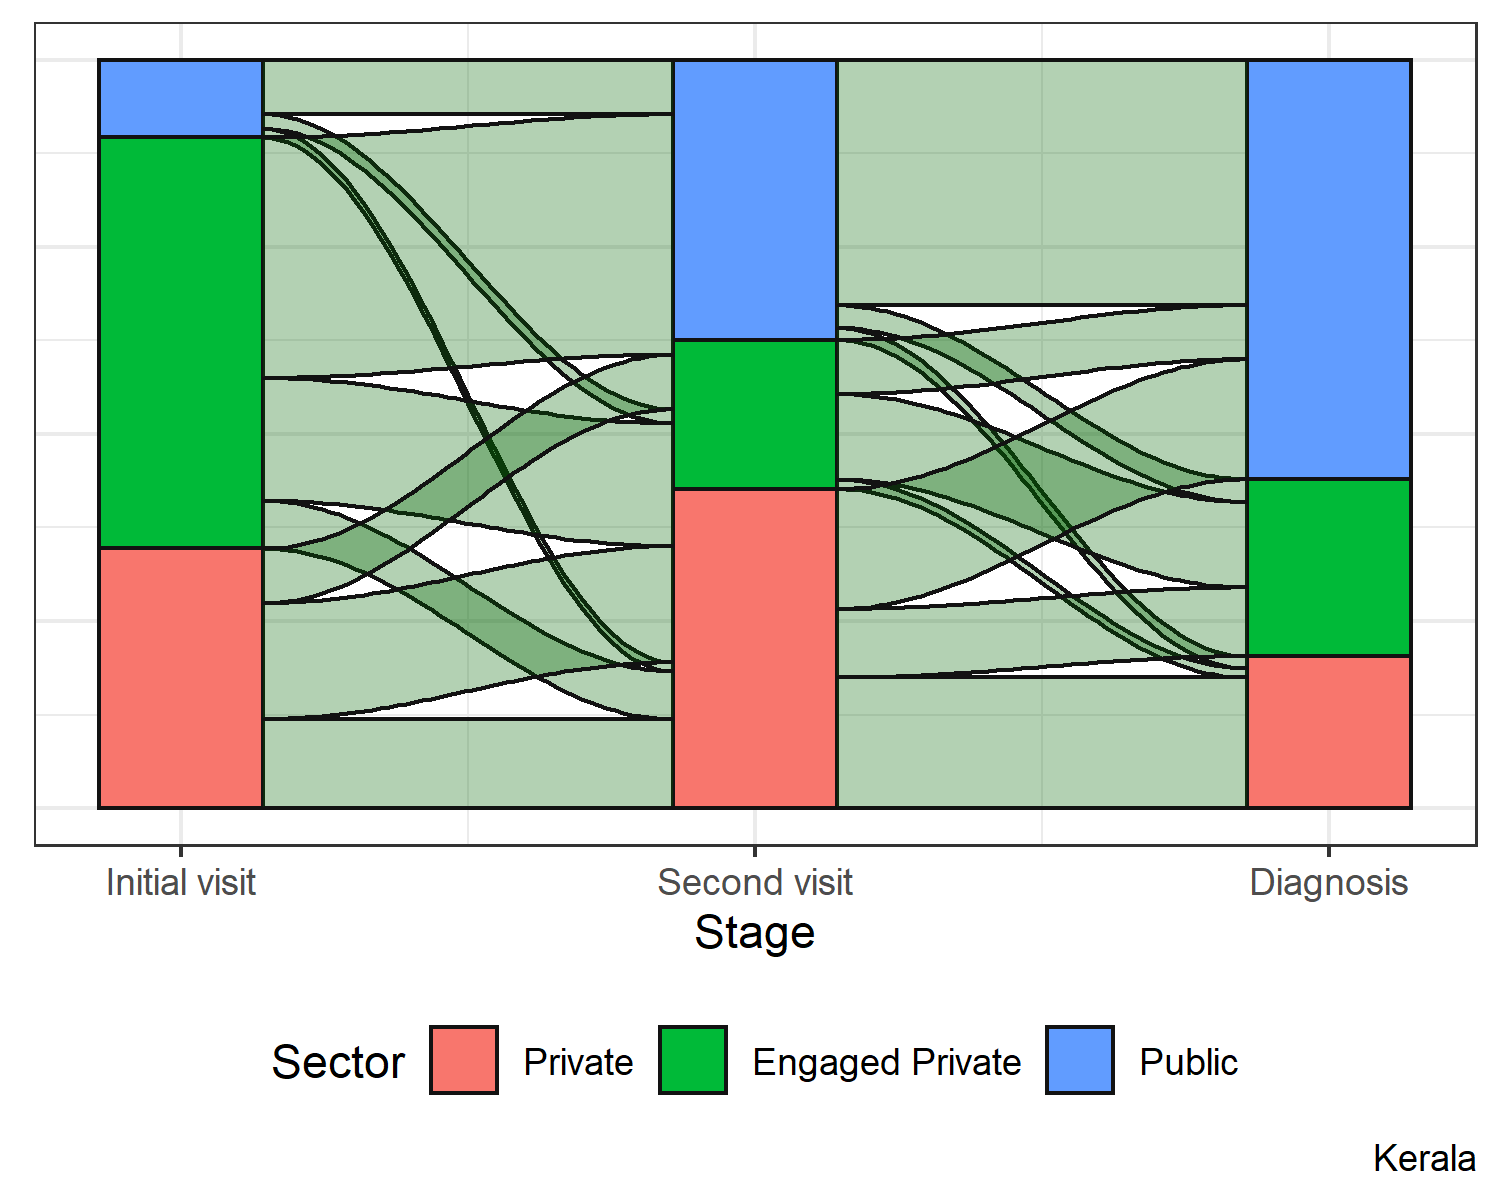 Initial visit Second visit Diagnosis
Stage
Sector Private Engaged Private Public
Kerala